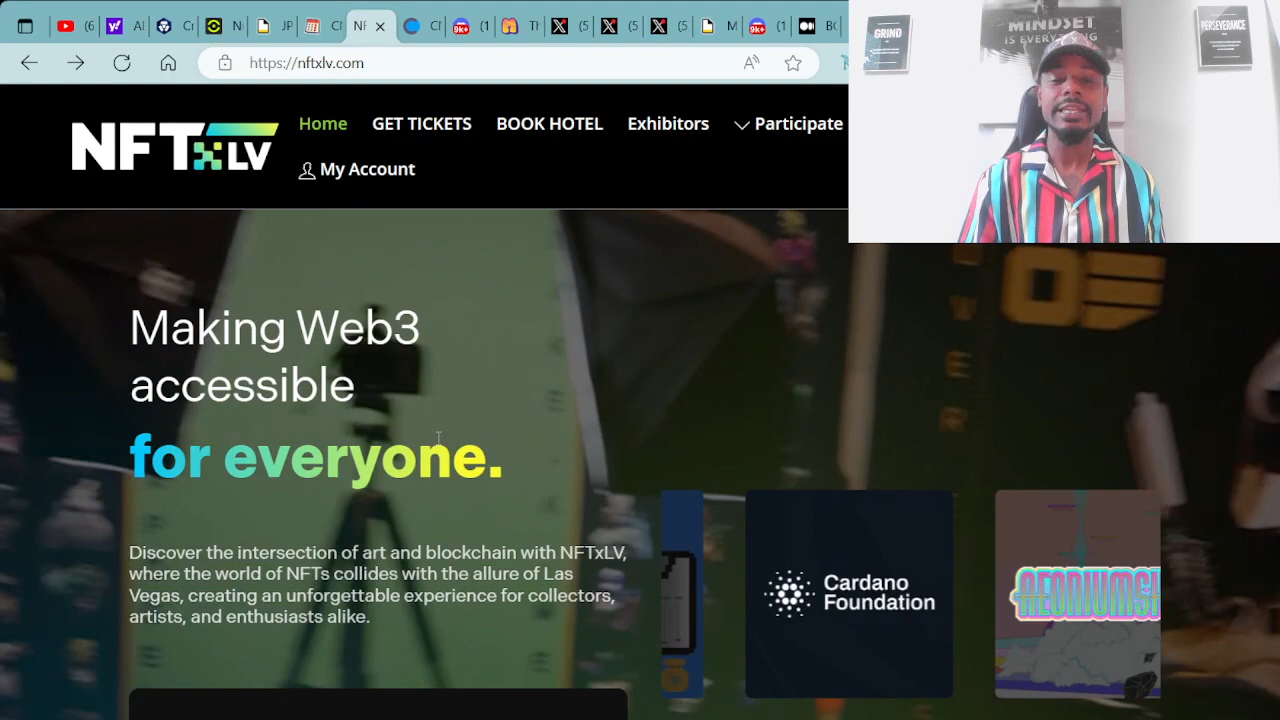 https://nftxlv.com
NFTxLV
Home
GET TICKETS
BOOK HOTEL
Exhibitors
Participate
My Account
GRIND
MINDSET
IS EVERYTHING
PERSEVERANCE
Making Web3
accessible
for everyone.
Discover the intersection of art and blockchain with NFTxLV,
where the world of NFTs collides with the allure of Las
Vegas, creating an unforgettable experience for collectors,
artists, and enthusiasts alike.
Cardano
Foundation